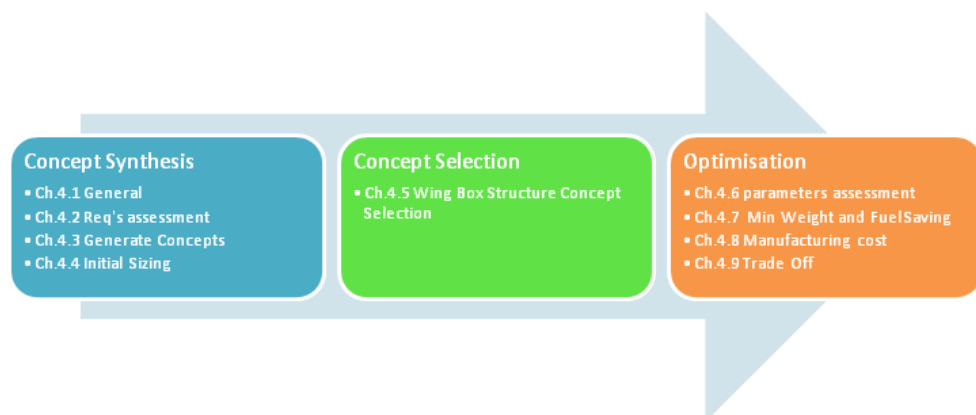 Concept Synthesis
▪ Ch.4.1 General
▪ Ch.4.2 Req's assessment
▪ Ch.4.3 Generate Concepts
▪ Ch.4.4 Initial Sizing
Concept Selection
▪ Ch.4.5 Wing Box Structure Concept
Selection
Optimisation
▪ Ch.4.6 parameters assessment
▪ Ch.4.7 Min Weight and Fuel Saving
▪ Ch.4.8 Manufacturing cost
▪ Ch.4.9 Trade Off